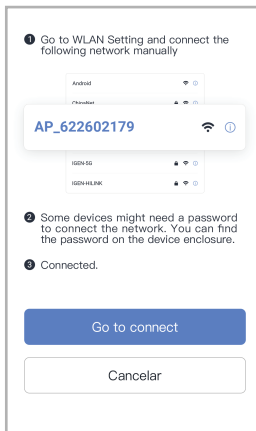 1 Go to WLAN Setting and connect the
following network manually
Android
ChinaNet
AP_622602179
IGEN-5G
IGEN-HILINK
2 Some devices might need a password
to connect the network. You can find
the password on the device enclosure.
3 Connected.
Go to connect
Cancelar